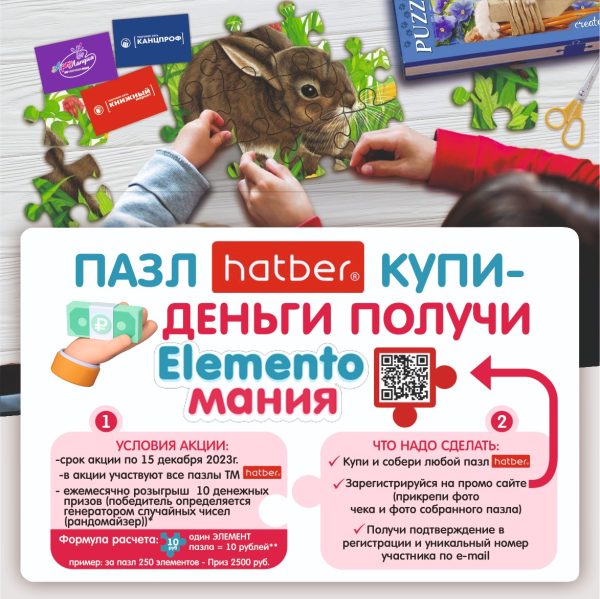 КАНЦПРОФ
КНИЖНЫЙ
PUZZ
create
ПАЗЛ hatber® КУПИ-
ДЕНЬГИ ПОЛУЧИ
Elemento
мания
1
УСЛОВИЯ АКЦИИ:
-срок акции по 15 декабря 2023г.
-в акции участвуют все пазлы ТМ hatber®
- ежемесячно розыгрыш 10 денежных
призов (победитель определяется
генератором случайных чисел
(рандомайзер))*
Формула расчета: 10 руб один ЭЛЕМЕНТ
пазла = 10 рублей**
пример: за пазл 250 элементов - Приз 2500 руб.
2
ЧТО НАДО СДЕЛАТЬ:
✓ Купи и собери любой пазл hatber®
✓ Зарегистрируйся на промо сайте
(прикрепи фото
чека и фото собранного пазла)
✓ Получи подтверждение в
регистрации и уникальный номер
участника по e-mail